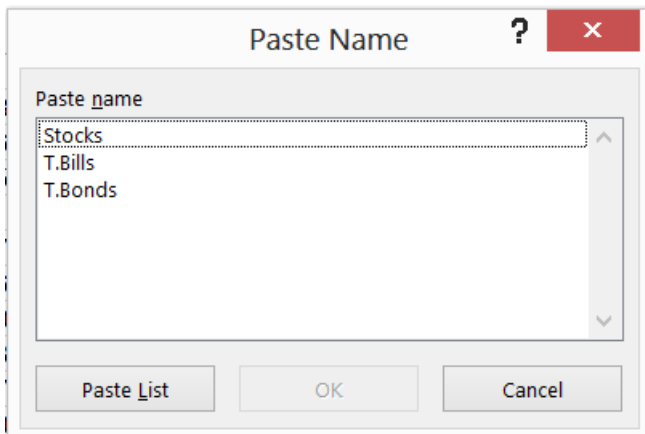 Paste Name ?
Paste name
Stocks
T.Bills
T.Bonds
Paste List OK Cancel